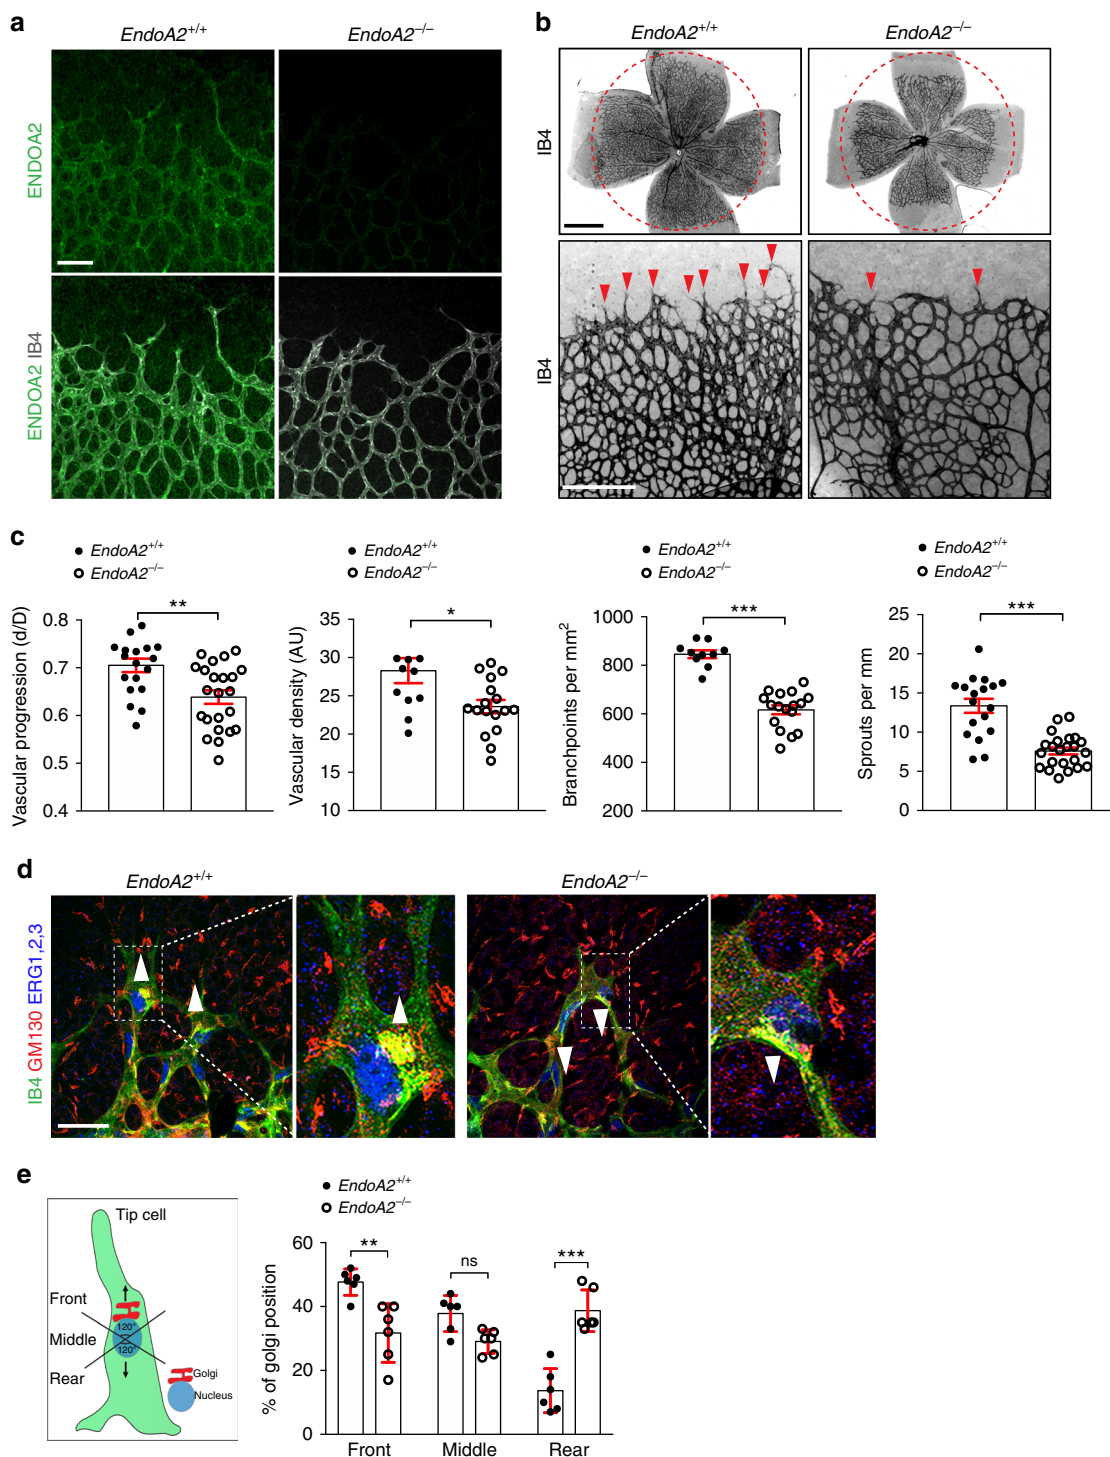 a
EndoA2+/+
EndoA2−/−
ENDOA2
ENDOA2 IB4
b
EndoA2+/+
EndoA2−/−
IB4
IB4
c
EndoA2+/+
EndoA2−/−
Vascular progression (d/D)
**
0.8
0.7
0.6
0.5
0.4
EndoA2+/+
EndoA2−/−
Vascular density (AU)
*
35
30
25
20
15
10
EndoA2+/+
EndoA2−/−
Branchpoints per mm2
***
1000
800
600
400
200
EndoA2+/+
EndoA2−/−
Sprouts per mm
***
25
20
15
10
5
0
d
EndoA2+/+
EndoA2−/−
IB4 GM130 ERG1,2,3
e
Tip cell
Front
Middle
Rear
120°
120°
Golgi
Nucleus
EndoA2+/+
EndoA2−/−
% of golgi position
60
40
20
0
**
ns
***
Front
Middle
Rear